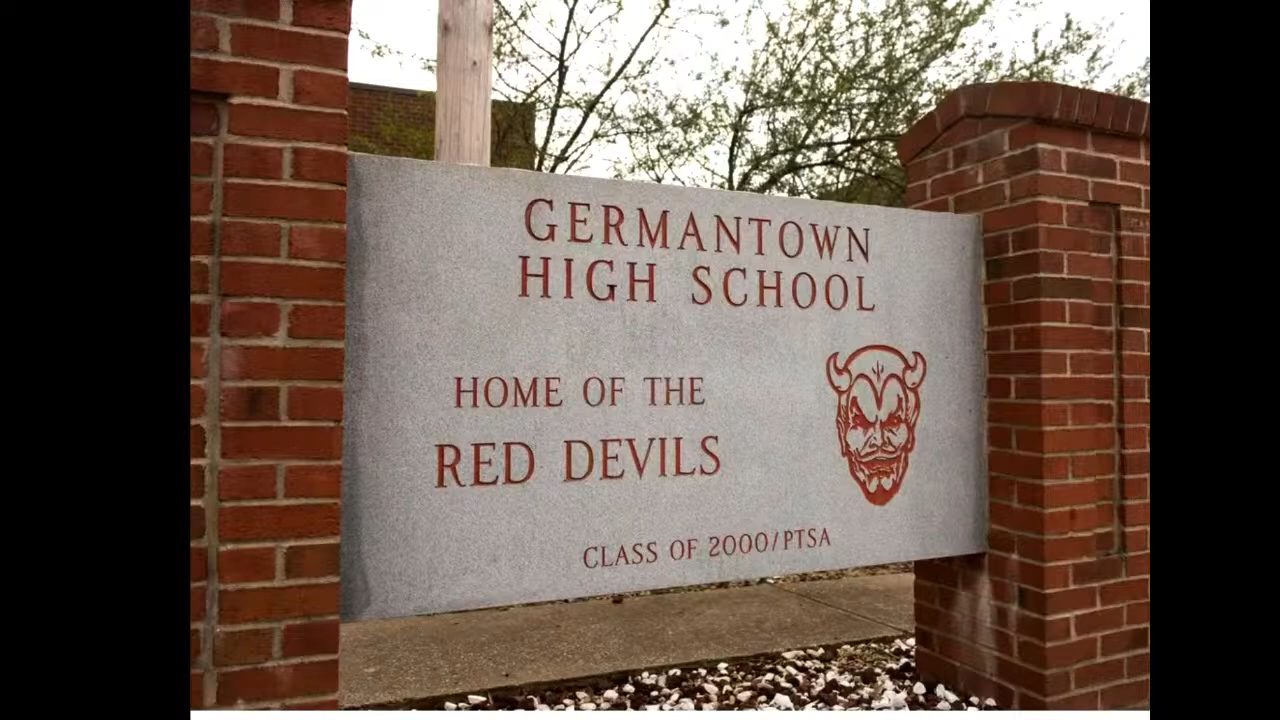 GERMANTOWN
HIGH SCHOOL
HOME OF THE
RED DEVILS
CLASS OF 2000/PTSA